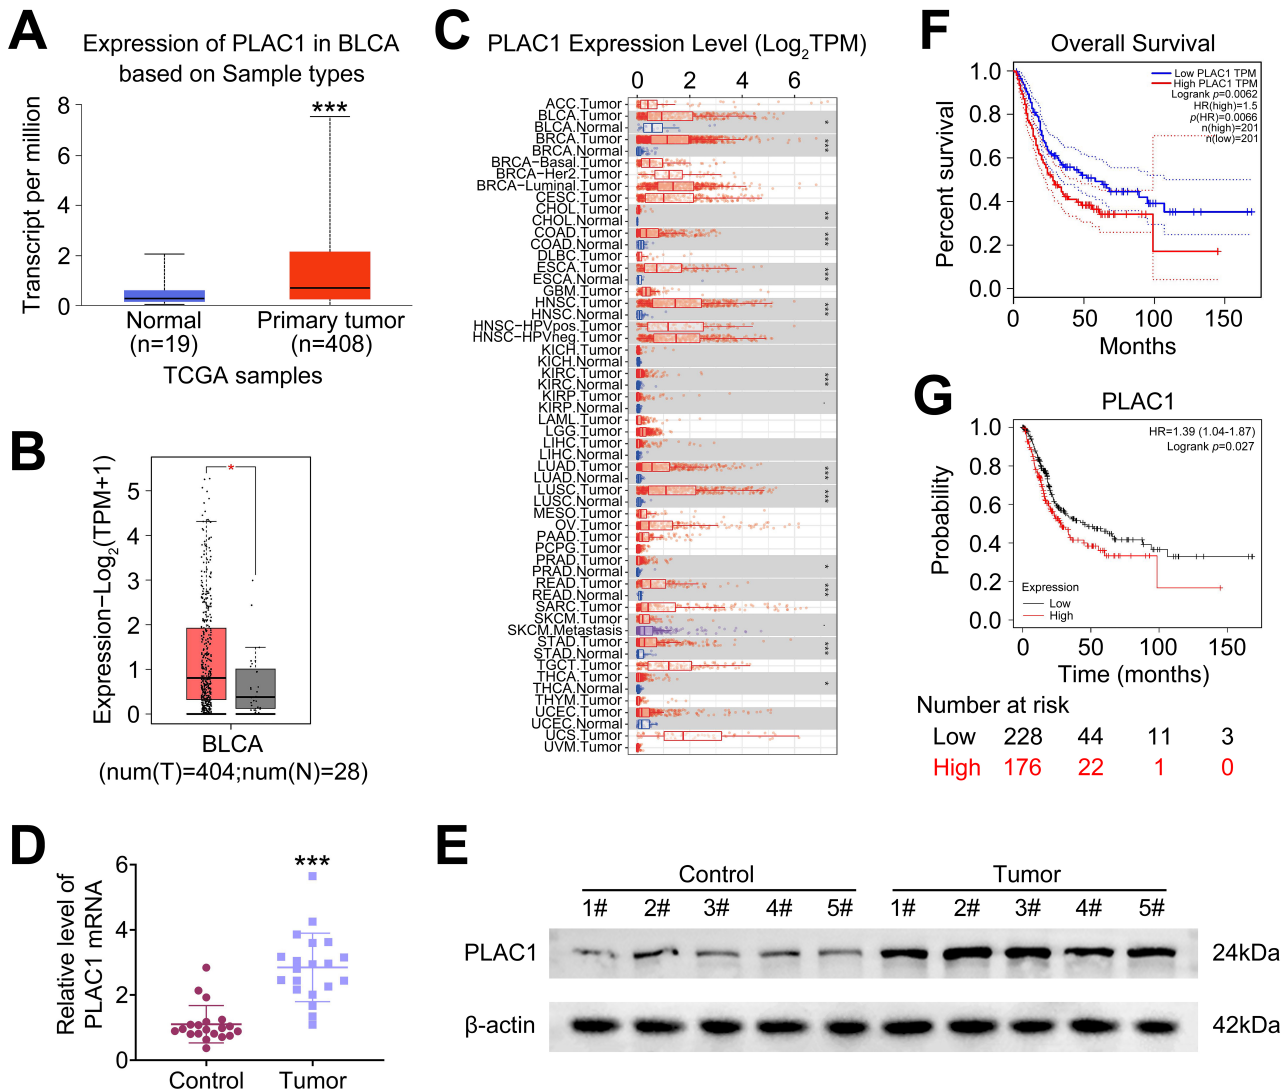 A
Expression of PLAC1 in BLCA
based on Sample types
Transcript per million
8
6
4
2
0
***
Normal
(n=19)
Primary tumor
(n=408)
TCGA samples
B
Expression−Log2(TPM+1)
5
4
3
2
1
0
*
BLCA
(num(T)=404;num(N)=28)
C
PLAC1 Expression Level (Log2TPM)
0 2 4 6
ACC.Tumor
BLCA.Tumor
*
BLCA.Normal
BRCA.Tumor
***
BRCA.Normal
BRCA−Basal.Tumor
BRCA−Her2.Tumor
BRCA−Luminal.Tumor
CESC.Tumor
CHOL.Tumor
**
CHOL.Normal
COAD.Tumor
***
COAD.Normal
DLBC.Tumor
ESCA.Tumor
***
ESCA.Normal
GBM.Tumor
HNSC.Tumor
***
HNSC.Normal
HNSC−HPVpos.Tumor
HNSC−HPVneg.Tumor
KICH.Tumor
KICH.Normal
KIRC.Tumor
***
KIRC.Normal
KIRP.Tumor
.
KIRP.Normal
LAML.Tumor
LGG.Tumor
LIHC.Tumor
LIHC.Normal
LUAD.Tumor
***
LUAD.Normal
LUSC.Tumor
***
LUSC.Normal
MESO.Tumor
OV.Tumor
PAAD.Tumor
PCPG.Tumor
PRAD.Tumor
*
PRAD.Normal
READ.Tumor
***
READ.Normal
SARC.Tumor
SKCM.Tumor
.
SKCM.Metastasis
STAD.Tumor
***
STAD.Normal
TGCT.Tumor
THCA.Tumor
*
THCA.Normal
THYM.Tumor
UCEC.Tumor
UCEC.Normal
UCS.Tumor
UVM.Tumor
D
Relative level of
PLAC1 mRNA
6
4
2
0
***
Control
Tumor
E
Control
Tumor
1# 2# 3# 4# 5# 1# 2# 3# 4# 5#
PLAC1
24kDa
β-actin
42kDa
F
Overall Survival
Percent survival
1.0
0.8
0.6
0.4
0.2
0.0
Low PLAC1 TPM
High PLAC1 TPM
Logrank p=0.0062
HR(high)=1.5
p(HR)=0.0066
n(high)=201
n(low)=201
0 50 100 150
Months
G
PLAC1
Probability
1.0
0.8
0.6
0.4
0.2
0.0
HR=1.39 (1.04-1.87)
Logrank p=0.027
Expression
Low
High
0 50 100 150
Time (months)
Number at risk
Low 228 44 11 3
High 176 22 1 0